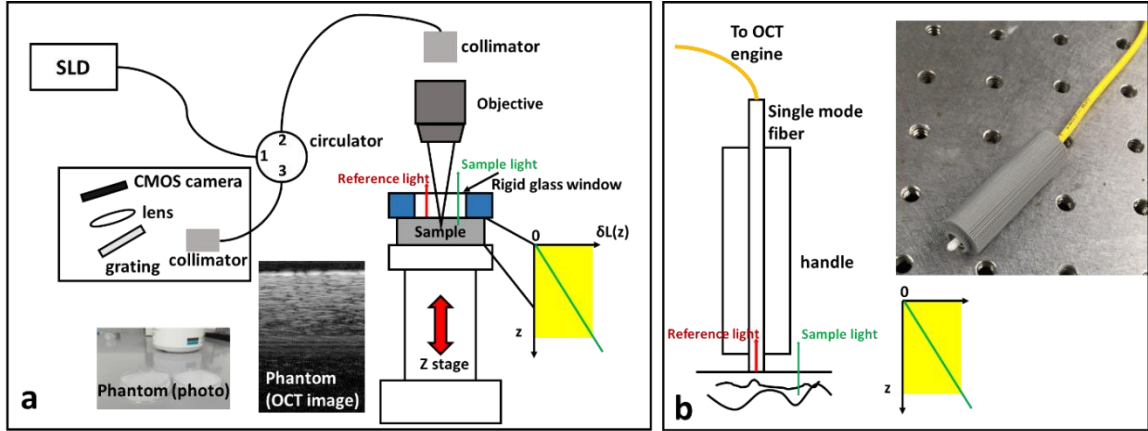 SLD
collimator
Objective
circulator
1
2
3
CMOS camera
lens
grating
collimator
Reference light
Sample light
Rigid glass window
Sample
0
δL(z)
z
Z stage
Phantom (photo)
Phantom
(OCT image)
a
To OCT
engine
Single mode
fiber
handle
Reference light
Sample light
0
z
b